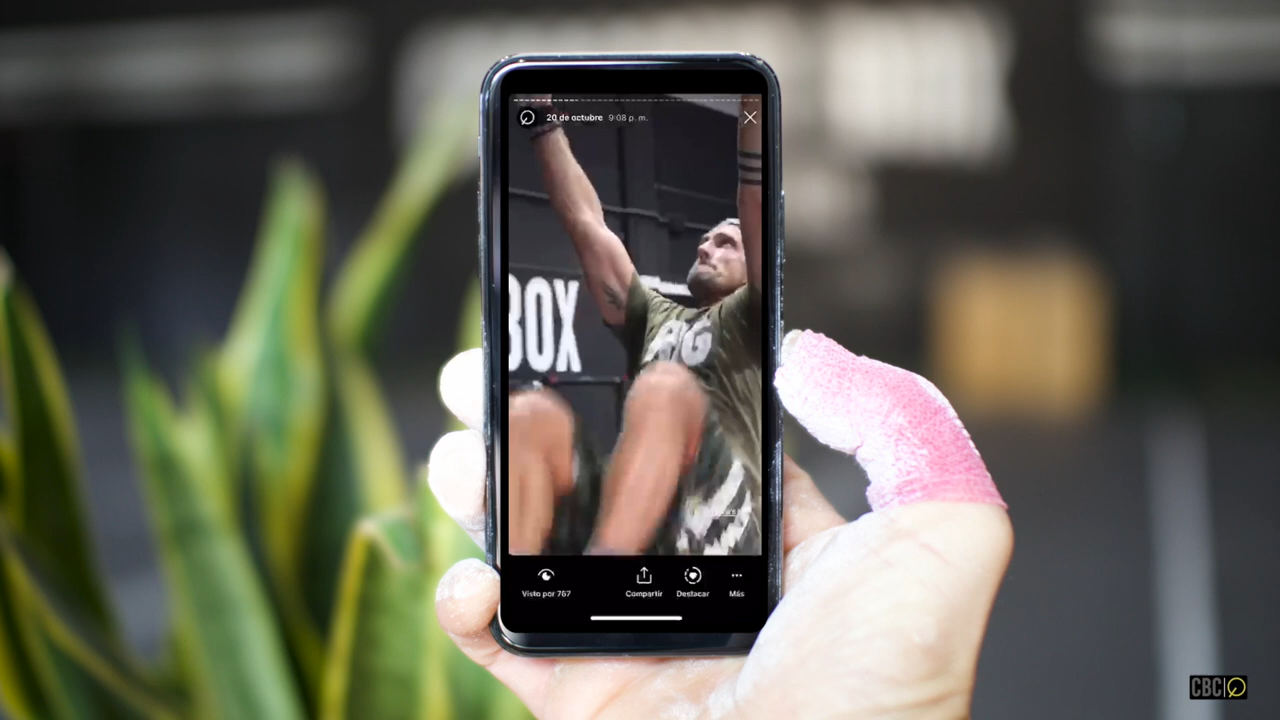 20 de octubre 9:08 p. m.
BOX
Visto por 767
Compartir
Destacar
Más
CBC